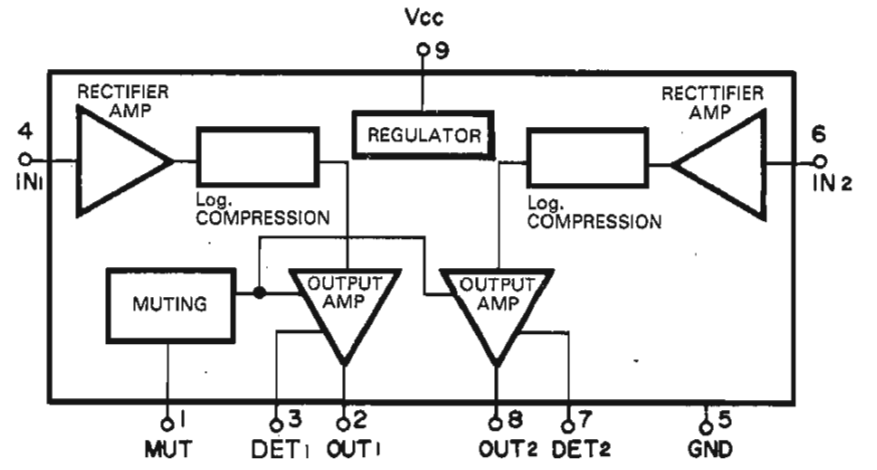 Vcc
9
RECTIFIER
AMP
RECTTIFIER
AMP
4
IN1
REGULATOR
6
IN2
Log.
COMPRESSION
Log.
COMPRESSION
MUTING
OUTPUT
AMP
OUTPUT
AMP
1
3
2
8
7
5
MUT
DET1
OUT1
OUT2
DET2
GND